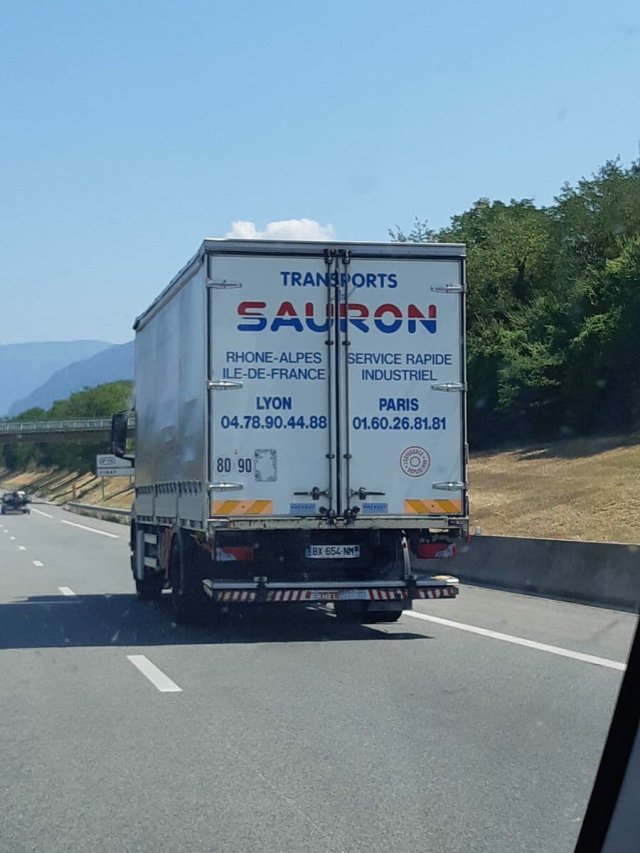 TRANSPORTS
SAURON
RHONE-ALPES
ILE-DE-FRANCE
SERVICE RAPIDE
INDUSTRIEL
LYON
04.78.90.44.88
PARIS
01.60.26.81.81
80 90
BX-654-NM
VINAY